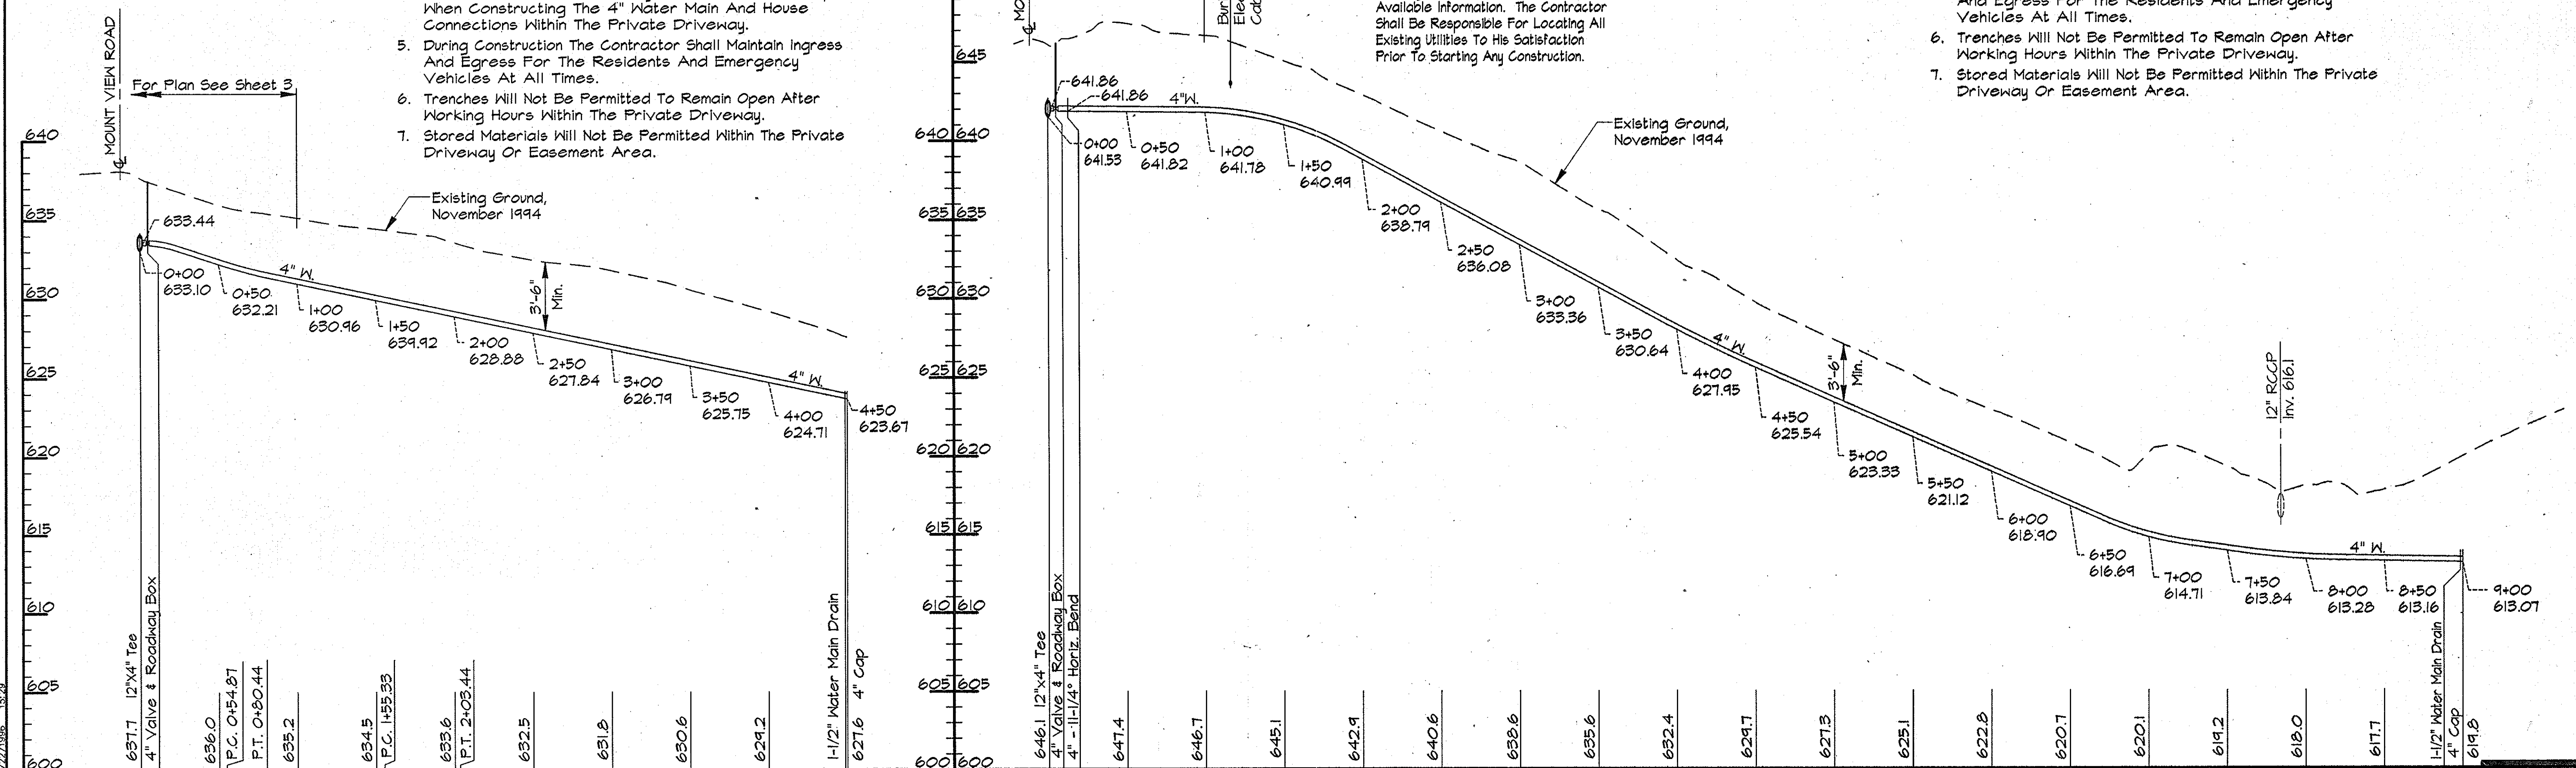 When Constructing The 4" Water Main And House
Connections Within The Private Driveway.
5. During Construction The Contractor Shall Maintain Ingress
And Egress For The Residents And Emergency
Vehicles At All Times.
6. Trenches Will Not Be Permitted To Remain Open After
Working Hours Within The Private Driveway.
7. Stored Materials Will Not Be Permitted Within The Private
Driveway Or Easement Area.
MOUNT VIEW ROAD
℄
For Plan See Sheet 3
640
635
630
625
620
615
610
605
600
Existing Ground,
November 1994
633.44
4" W.
3'-6"
Min.
4" W.
0+00
633.10
0+50
632.21
1+00
630.96
1+50
639.92
2+00
628.88
2+50
627.84
3+00
626.79
3+50
625.75
4+00
624.71
4+50
623.67
637.7 12"X4" Tee
4" Valve & Roadway Box
636.0
P.C. 0+54.87
P.T. 0+80.44
635.2
634.5
P.C. 1+55.33
633.6
P.T. 2+03.44
632.5
631.8
630.6
629.2
1-1/2" Water Main Drain
627.6 4" Cap
640 640
635 635
630 630
625 625
620 620
615 615
610 610
605 605
600 600
645
MO
℄
Available Information. The Contractor
Shall Be Responsible For Locating All
Existing Utilities To His Satisfaction
Prior To Starting Any Construction.
Vehicles At All Times.
6. Trenches Will Not Be Permitted To Remain Open After
Working Hours Within The Private Driveway.
7. Stored Materials Will Not Be Permitted Within The Private
Driveway Or Easement Area.
641.86
641.86
4"W.
Existing Ground,
November 1994
0+00
641.53
0+50
641.82
1+00
641.78
1+50
640.99
2+00
638.79
2+50
636.08
3+00
633.36
3+50
630.64
4+00
627.95
4" W.
3'-6"
Min.
4+50
625.54
5+00
623.33
5+50
621.12
6+00
618.90
6+50
616.69
7+00
614.71
7+50
613.84
8+00
613.28
8+50
613.16
9+00
613.07
4" W.
12" RCCP
Inv. 616.1
646.1 12"x4" Tee
4" Valve & Roadway Box
4" - 11-1/4° Horiz. Bend
647.4
646.7
645.1
642.9
640.6
638.6
635.6
632.4
629.7
627.3
625.1
622.8
620.7
620.1
619.2
618.0
617.7
1-1/2" Water Main Drain
4" Cap
619.8